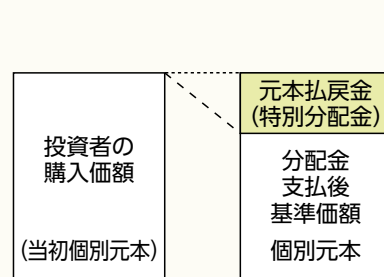 投資者の
購入価額
(当初個別元本)
元本払戻金
(特別分配金)
分配金
支払後
基準価額
個別元本